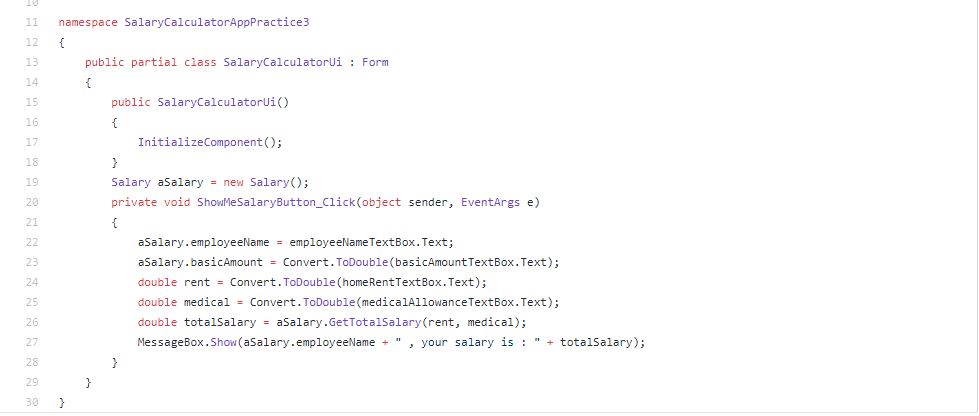 10
11 namespace SalaryCalculatorAppPractice3
12 {
13 public partial class SalaryCalculatorUi : Form
14 {
15 public SalaryCalculatorUi()
16 {
17 InitializeComponent();
18 }
19 Salary aSalary = new Salary();
20 private void ShowMeSalaryButton_Click(object sender, EventArgs e)
21 {
22 aSalary.employeeName = employeeNameTextBox.Text;
23 aSalary.basicAmount = Convert.ToDouble(basicAmountTextBox.Text);
24 double rent = Convert.ToDouble(homeRentTextBox.Text);
25 double medical = Convert.ToDouble(medicalAllowanceTextBox.Text);
26 double totalSalary = aSalary.GetTotalSalary(rent, medical);
27 MessageBox.Show(aSalary.employeeName + " , your salary is : " + totalSalary);
28 }
29 }
30 }